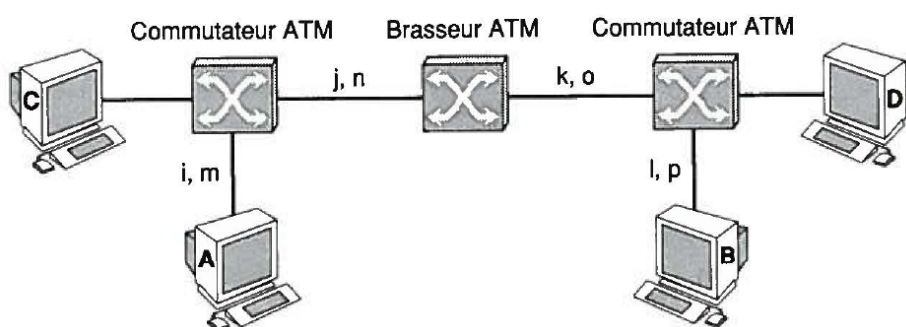 Commutateur ATM Brasseur ATM Commutateur ATM
C
j, n
k, o
D
i, m
l, p
A
B